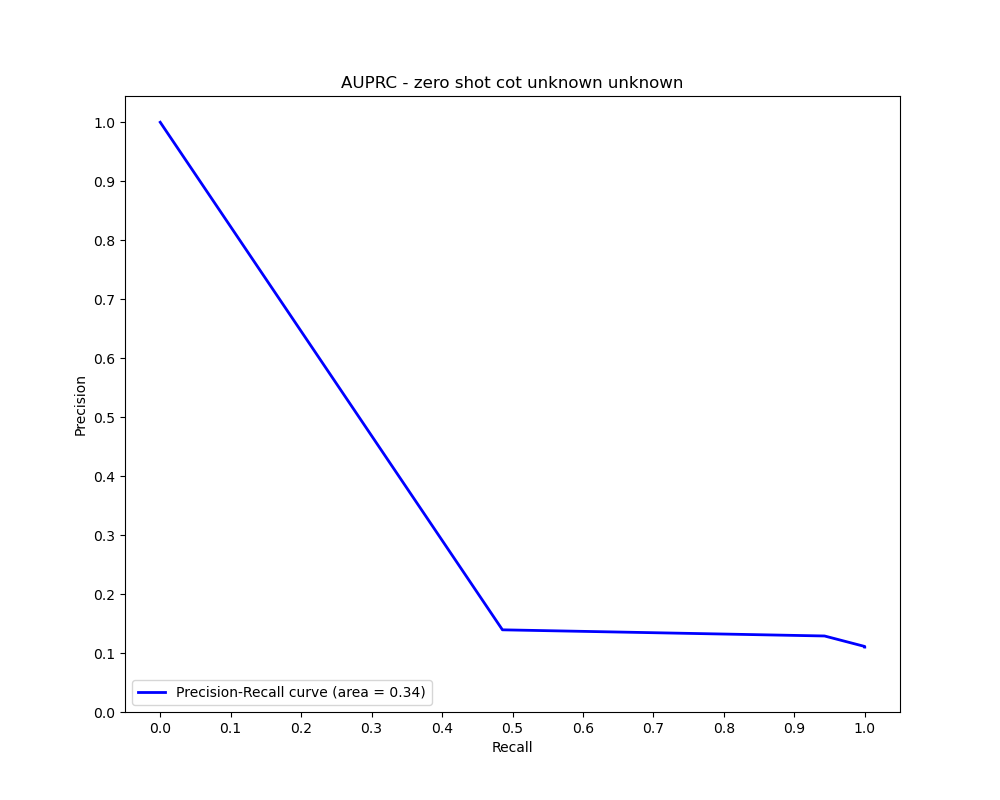 AUPRC - zero shot cot unknown unknown
1.0
0.9
0.8
0.7
0.6
0.5
0.4
0.3
0.2
0.1
0.0
Precision
Precision-Recall curve (area = 0.34)
0.0 0.1 0.2 0.3 0.4 0.5 0.6 0.7 0.8 0.9 1.0
Recall